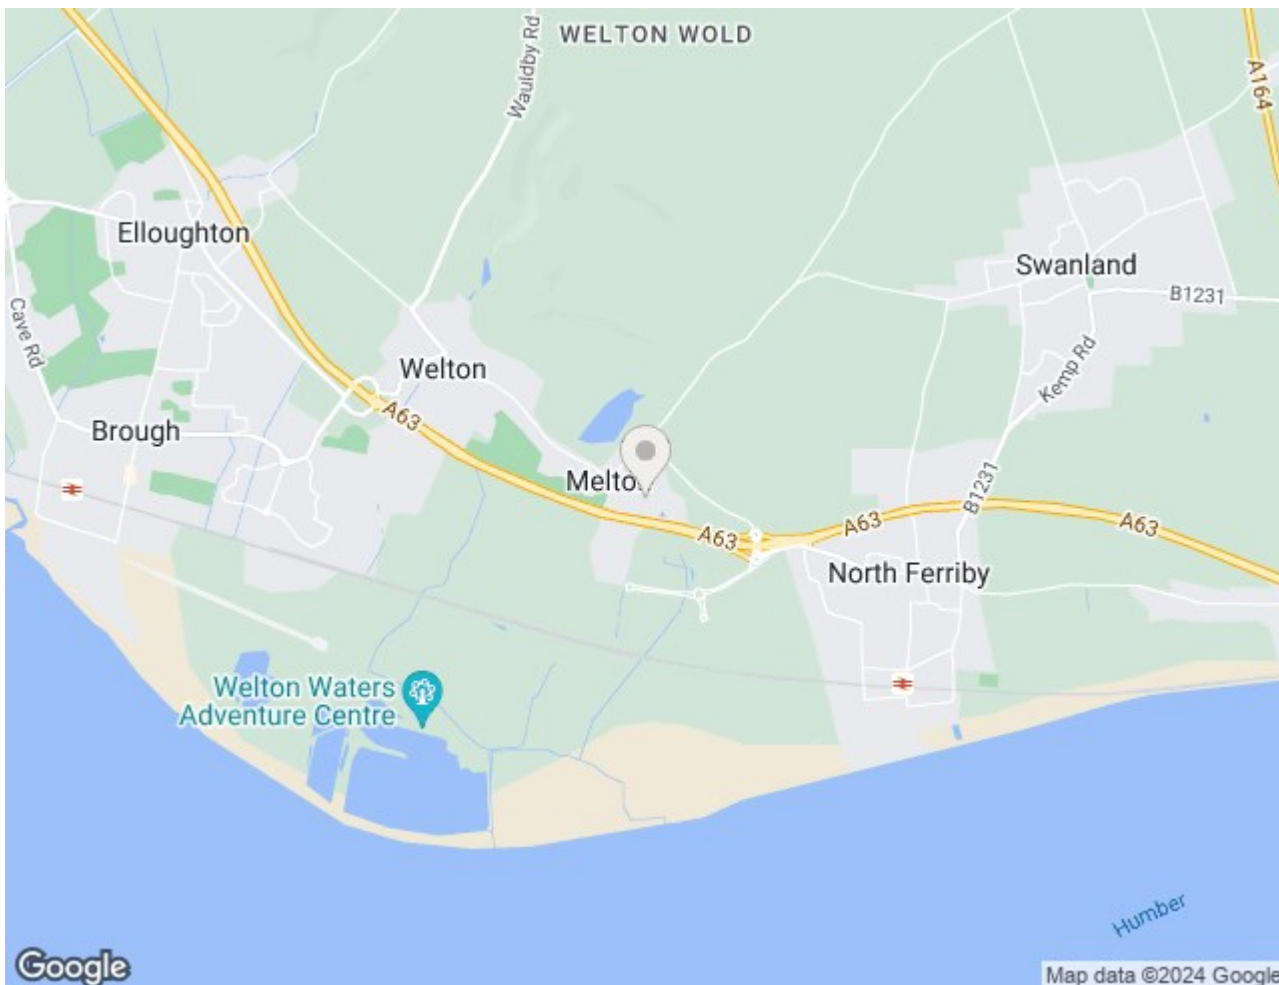 WELTON WOLD
Wauldby Rd
A164
Elloughton
Swanland
B1231
Cave Rd
Welton
Kemp Rd
A63
Brough
Melton
B1231
A63
A63
A63
North Ferriby
Welton Waters
Adventure Centre
Humber
Google
Map data ©2024 Google